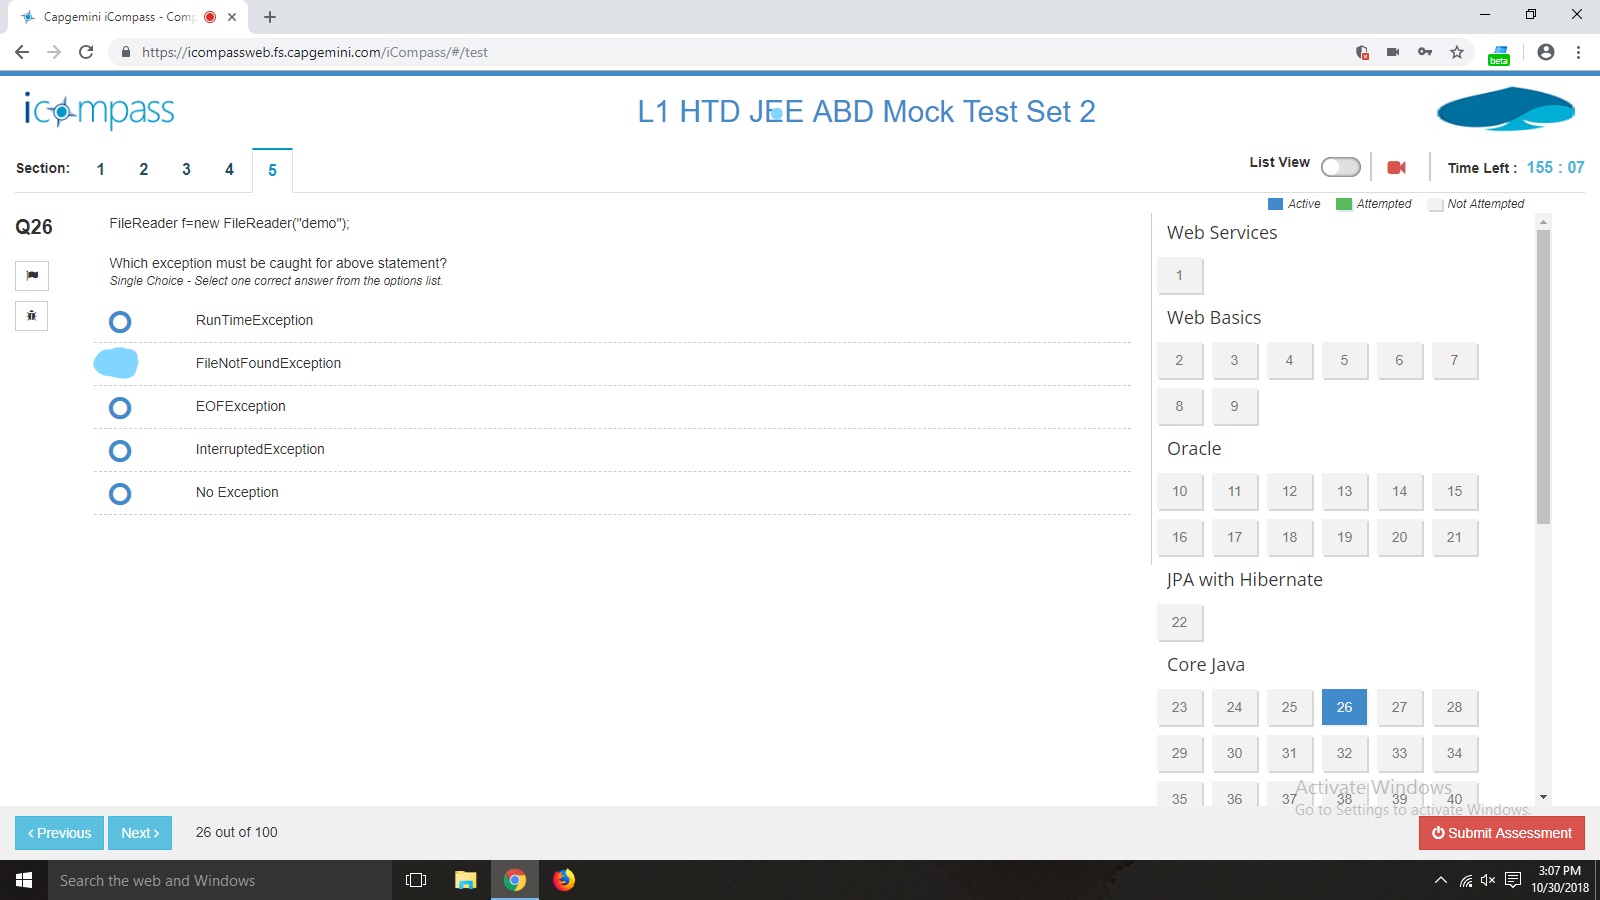 Capgemini iCompass - Comp
https://icompassweb.fs.capgemini.com/iCompass/#/test
beta
icompass
L1 HTD JEE ABD Mock Test Set 2
Section: 1 2 3 4 5
List View
Time Left : 155 : 07
Active Attempted Not Attempted
Q26
FileReader f=new FileReader("demo");
Which exception must be caught for above statement?
Single Choice - Select one correct answer from the options list.
RunTimeException
FileNotFoundException
EOFException
InterruptedException
No Exception
Web Services
1
Web Basics
2 3 4 5 6 7
8 9
Oracle
10 11 12 13 14 15
16 17 18 19 20 21
JPA with Hibernate
22
Core Java
23 24 25 26 27 28
29 30 31 32 33 34
35 36 37 38 39 40
Activate Windows
Go to Settings to activate Windows.
‹ Previous Next › 26 out of 100
Submit Assessment
Search the web and Windows
3:07 PM
10/30/2018